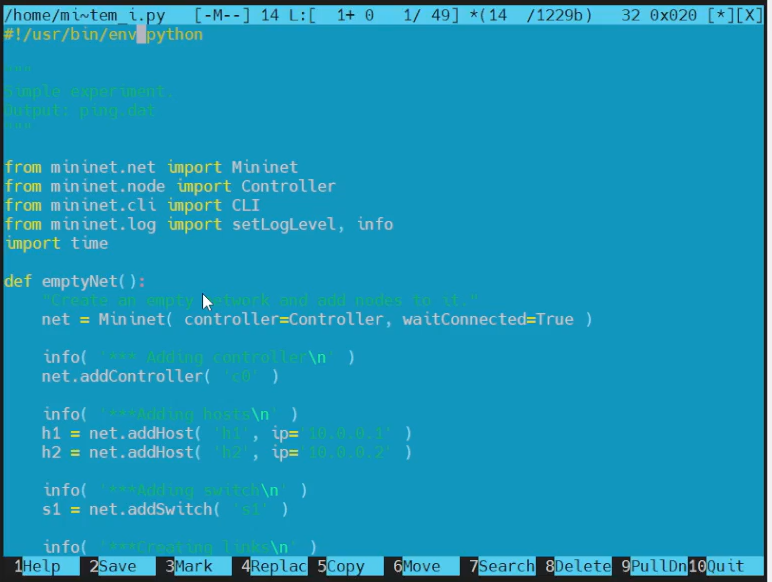 /home/mi~tem_i.py   [-M--] 14 L:[  1+ 0   1/ 49] *(14  /1229b)   32 0x020 [*][X]
#!/usr/bin/env python
"""
Simple experiment.
Output: ping.dat
"""
from mininet.net import Mininet
from mininet.node import Controller
from mininet.cli import CLI
from mininet.log import setLogLevel, info
import time
def emptyNet():
    "Create an empty network and add nodes to it."
    net = Mininet( controller=Controller, waitConnected=True )
    info( '*** Adding controller\n' )
    net.addController( 'c0' )
    info( '***Adding hosts\n' )
    h1 = net.addHost( 'h1', ip='10.0.0.1' )
    h2 = net.addHost( 'h2', ip='10.0.0.2' )
    info( '***Adding switch\n' )
    s1 = net.addSwitch( 's1' )
    info( '***Creating links\n' )
1Help  2Save  3Mark  4Replac 5Copy  6Move  7Search 8Delete 9PullDn10Quit